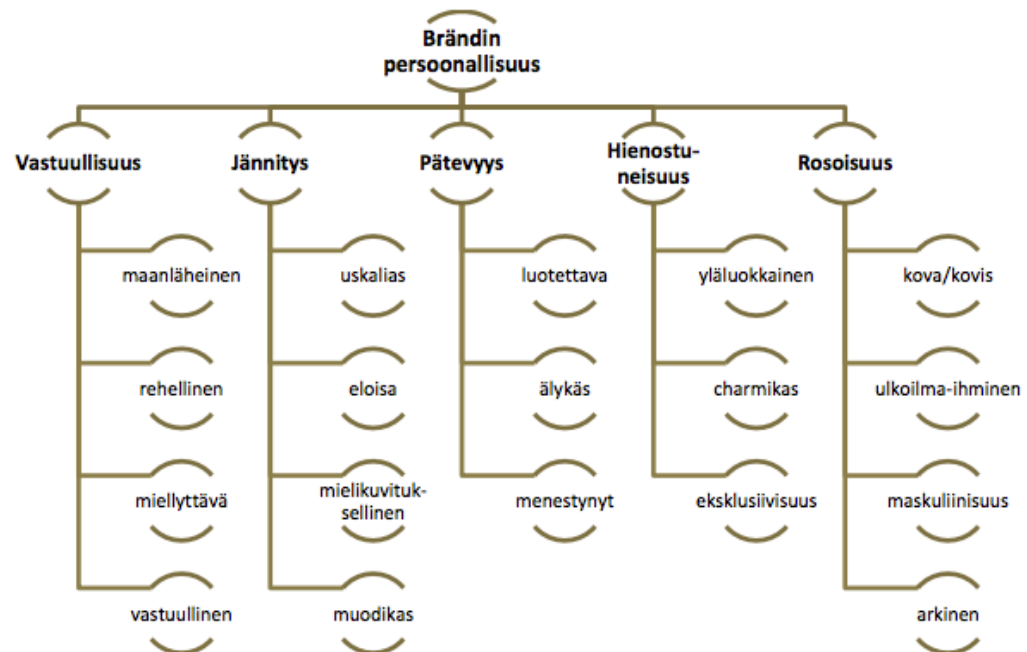 Brändin
persoonallisuus
Vastuullisuus
Jännitys
Pätevyys
Hienostu-
neisuus
Rosoisuus
maanläheinen
uskalias
luotettava
yläluokkainen
kova/kovis
rehellinen
eloisa
älykäs
charmikas
ulkoilma-ihminen
miellyttävä
mielikuvituk-
sellinen
menestynyt
eksklusiivisuus
maskuliinisuus
vastuullinen
muodikas
arkinen